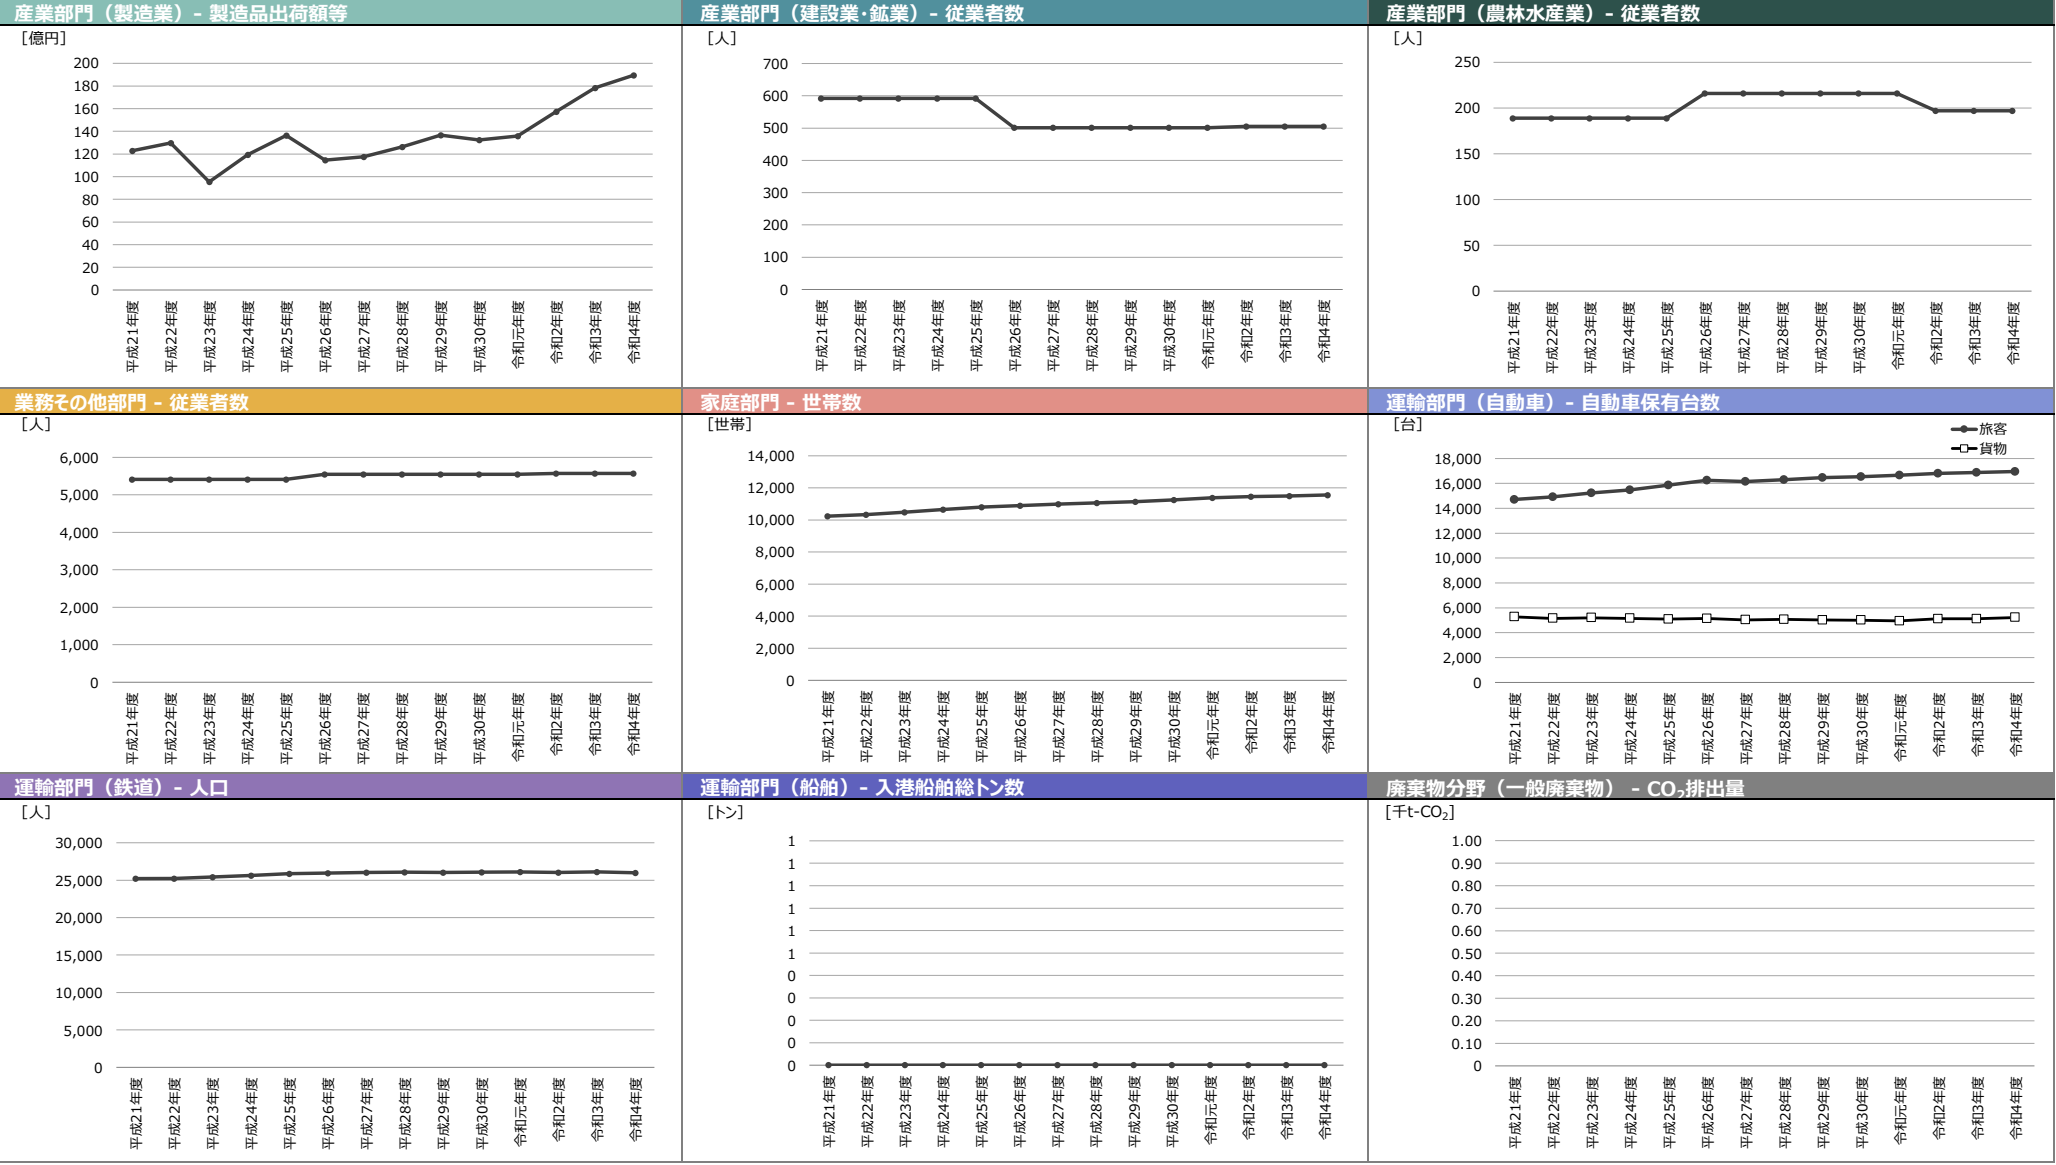 産業部門（製造業）- 製造品出荷額等
[億円]
200
180
160
140
120
100
80
60
40
20
0
平成21年度 平成22年度 平成23年度 平成24年度 平成25年度 平成26年度 平成27年度 平成28年度 平成29年度 平成30年度 令和元年度 令和2年度 令和3年度 令和4年度
産業部門（建設業･鉱業）- 従業者数
[人]
700
600
500
400
300
200
100
0
平成21年度 平成22年度 平成23年度 平成24年度 平成25年度 平成26年度 平成27年度 平成28年度 平成29年度 平成30年度 令和元年度 令和2年度 令和3年度 令和4年度
産業部門（農林水産業）- 従業者数
[人]
250
200
150
100
50
0
平成21年度 平成22年度 平成23年度 平成24年度 平成25年度 平成26年度 平成27年度 平成28年度 平成29年度 平成30年度 令和元年度 令和2年度 令和3年度 令和4年度
業務その他部門 - 従業者数
[人]
6,000
5,000
4,000
3,000
2,000
1,000
0
平成21年度 平成22年度 平成23年度 平成24年度 平成25年度 平成26年度 平成27年度 平成28年度 平成29年度 平成30年度 令和元年度 令和2年度 令和3年度 令和4年度
家庭部門 - 世帯数
[世帯]
14,000
12,000
10,000
8,000
6,000
4,000
2,000
0
平成21年度 平成22年度 平成23年度 平成24年度 平成25年度 平成26年度 平成27年度 平成28年度 平成29年度 平成30年度 令和元年度 令和2年度 令和3年度 令和4年度
運輸部門（自動車）- 自動車保有台数
[台]
旅客
貨物
18,000
16,000
14,000
12,000
10,000
8,000
6,000
4,000
2,000
0
平成21年度 平成22年度 平成23年度 平成24年度 平成25年度 平成26年度 平成27年度 平成28年度 平成29年度 平成30年度 令和元年度 令和2年度 令和3年度 令和4年度
運輸部門（鉄道）- 人口
[人]
30,000
25,000
20,000
15,000
10,000
5,000
0
平成21年度 平成22年度 平成23年度 平成24年度 平成25年度 平成26年度 平成27年度 平成28年度 平成29年度 平成30年度 令和元年度 令和2年度 令和3年度 令和4年度
運輸部門（船舶）- 入港船舶総トン数
[トン]
1
1
1
1
1
1
0
0
0
0
0
平成21年度 平成22年度 平成23年度 平成24年度 平成25年度 平成26年度 平成27年度 平成28年度 平成29年度 平成30年度 令和元年度 令和2年度 令和3年度 令和4年度
廃棄物分野（一般廃棄物） - CO₂排出量
[千t-CO₂]
1.00
0.90
0.80
0.70
0.60
0.50
0.40
0.30
0.20
0.10
0
平成21年度 平成22年度 平成23年度 平成24年度 平成25年度 平成26年度 平成27年度 平成28年度 平成29年度 平成30年度 令和元年度 令和2年度 令和3年度 令和4年度